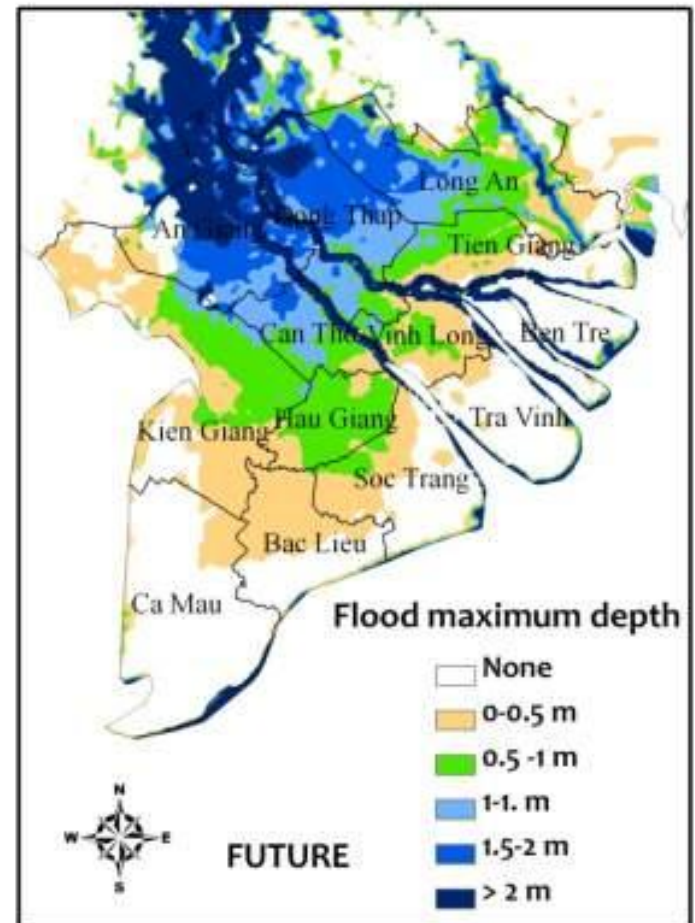 Long An
Dong Thap
An Giang
Tien Giang
Can Tho
Vinh Long
Ben Tre
Hau Giang
Kien Giang
Tra Vinh
Soc Trang
Bac Lieu
Ca Mau
Flood maximum depth
None
0-0.5 m
0.5 -1 m
1-1. m
1.5-2 m
> 2 m
N
W E
S
FUTURE